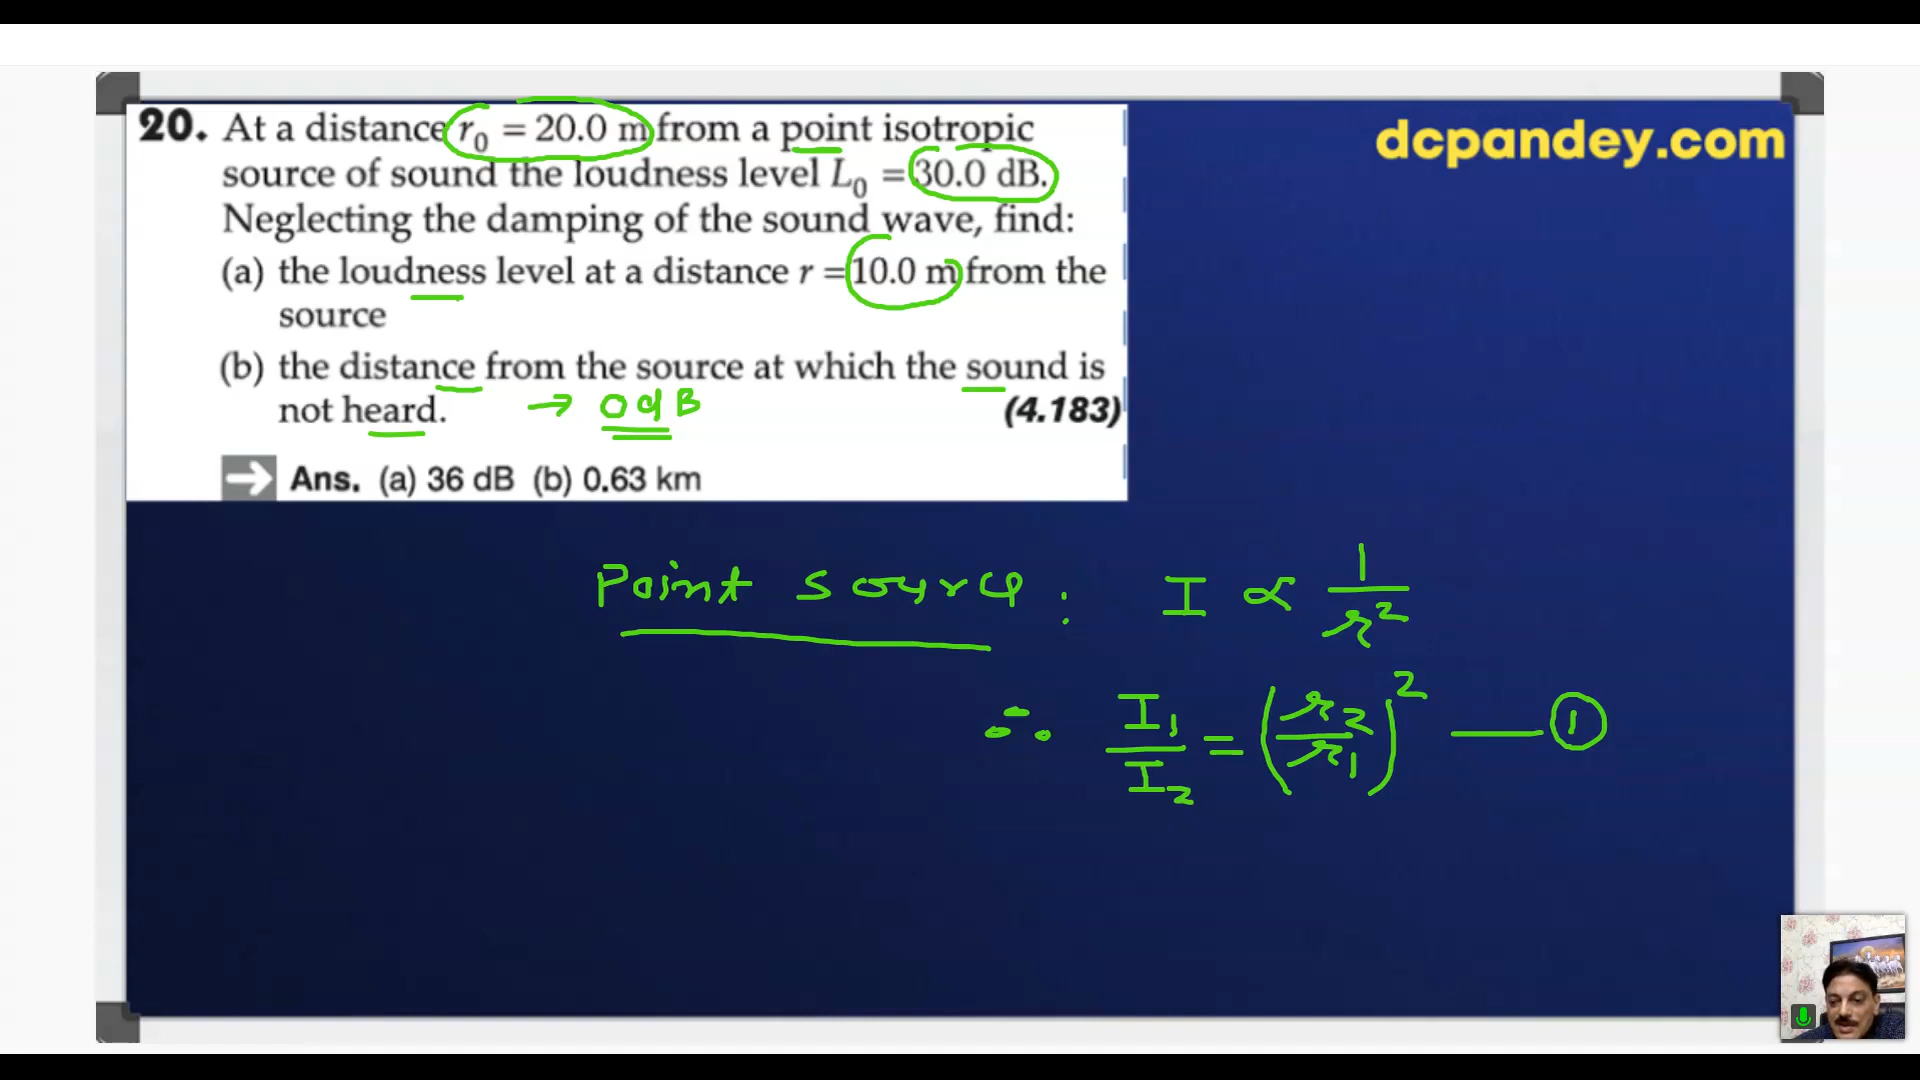 20. At a distance r₀ = 20.0 m from a point isotropic
dcpandey.com
source of sound the loudness level L₀ = 30.0 dB.
Neglecting the damping of the sound wave, find:
(a) the loudness level at a distance r = 10.0 m from the
source
(b) the distance from the source at which the sound is
not heard. → 0 dB (4.183)
Ans. (a) 36 dB (b) 0.63 km
Point source : I ∝ 1/r²
∴ I₁/I₂ = (r₂/r₁)² — ①